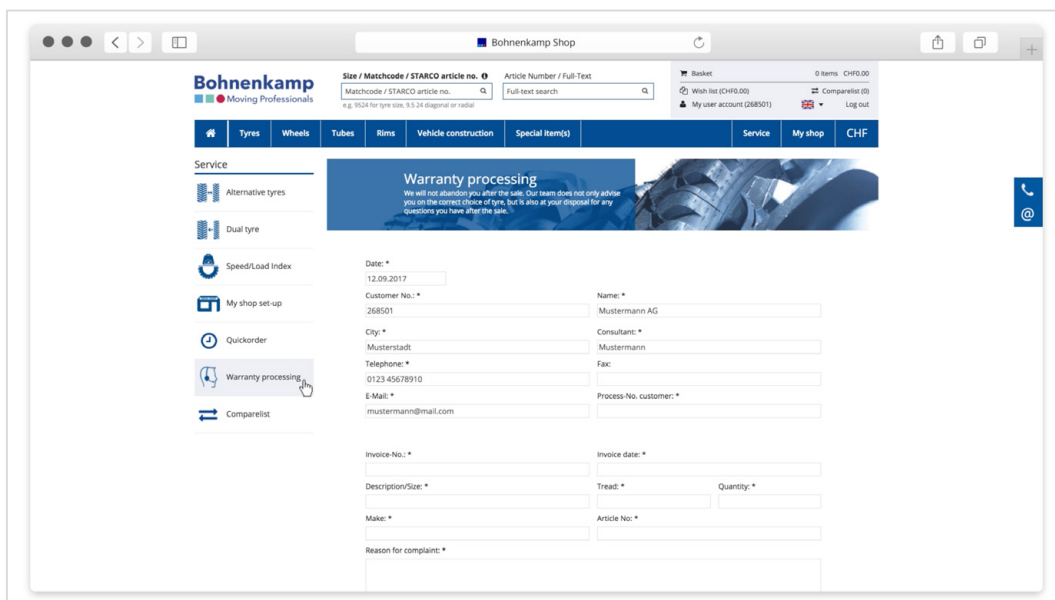 Bohnenkamp Shop
Bohnenkamp
Moving Professionals
Size / Matchcode / STARCO article no.
Article Number / Full-Text
Matchcode / STARCO article no.
Full-text search
e.g. 9524 for tyre size, 9.5 24 diagonal or radial
Basket
0 items CHF0.00
Wish list (CHF0.00)
Comparelist (0)
My user account (268501)
Log out
Tyres Wheels Tubes Rims Vehicle construction Special item(s) Service My shop CHF
Service
Alternative tyres
Dual tyre
Speed/Load Index
My shop set-up
Quickorder
Warranty processing
Comparelist
Warranty processing
We will not abandon you after the sale. Our team does not only advise
you on the correct choice of tyre, but is also at your disposal for any
questions you have after the sale.
@
Date: *
12.09.2017
Customer No.: * Name: *
268501 Mustermann AG
City: * Consultant: *
Musterstadt Mustermann
Telephone: * Fax:
0123 45678910
E-Mail: * Process-No. customer: *
mustermann@mail.com
Invoice-No.: * Invoice date: *
Description/Size: * Tread: * Quantity: *
Make: * Article No: *
Reason for complaint: *